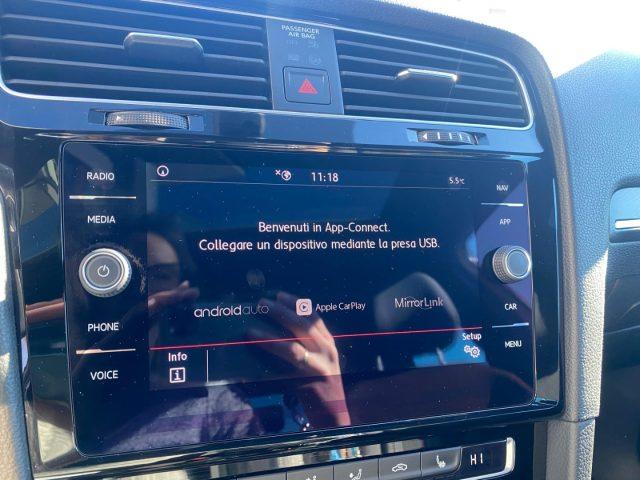 PASSENGER
AIR BAG
RADIO
MEDIA
PHONE
VOICE
11:18
5.5°C
Benvenuti in App-Connect.
Collegare un dispositivo mediante la presa USB.
androidauto
Apple CarPlay
MirrorLink
Info
i
Setup
NAV
APP
CAR
MENU
HI